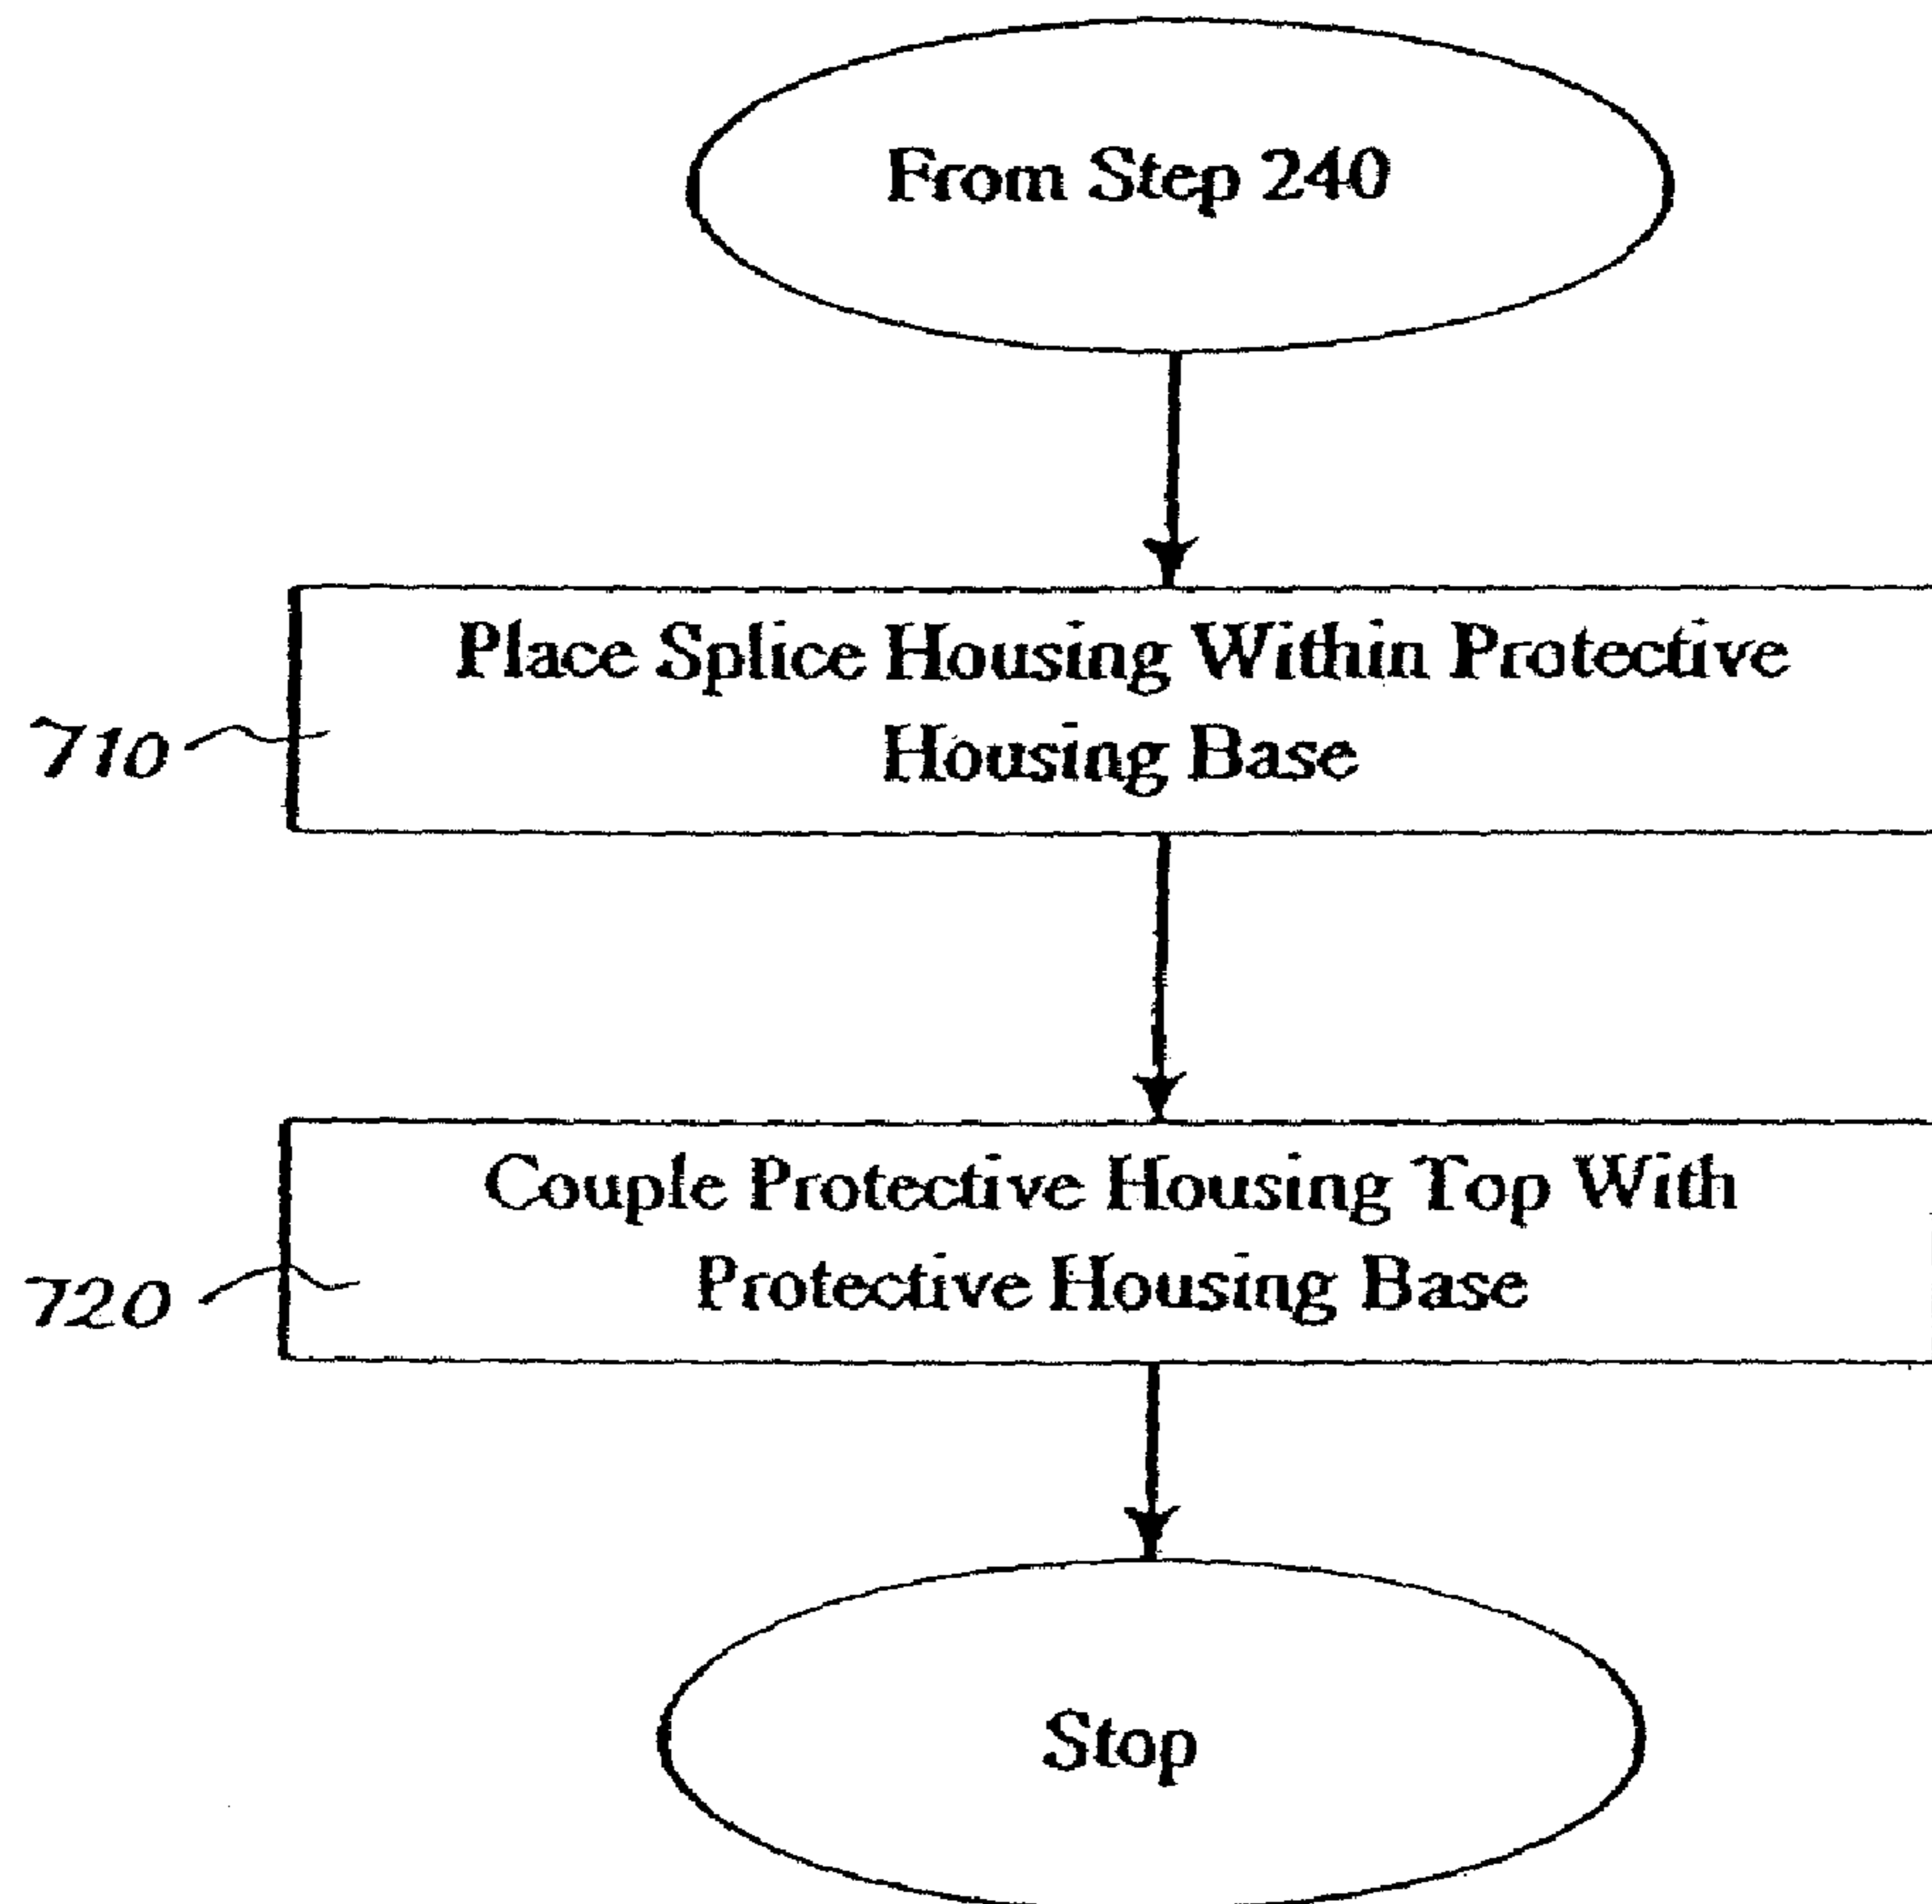 From Step 240
Place Splice Housing Within Protective
Housing Base
710
Couple Protective Housing Top With
Protective Housing Base
720
Stop